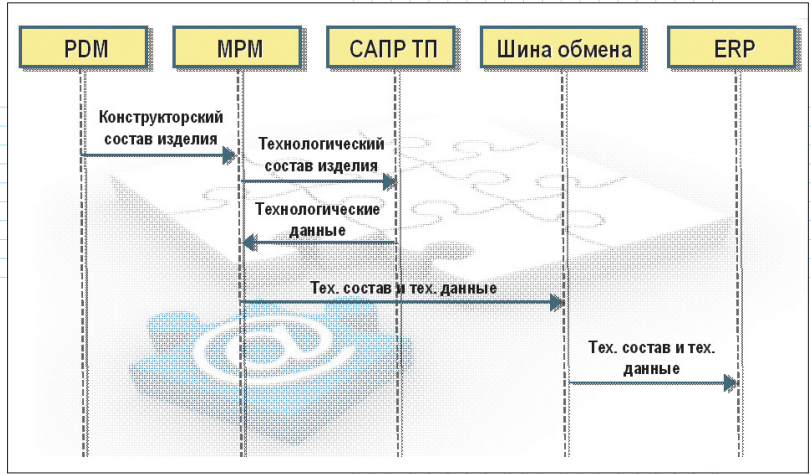 PDM
MPM
САПР ТП
Шина обмена
ERP
Конструкторский
состав изделия
Технологический
состав изделия
Технологические
данные
Тех. состав и тех. данные
Тех. состав и тех.
данные
@